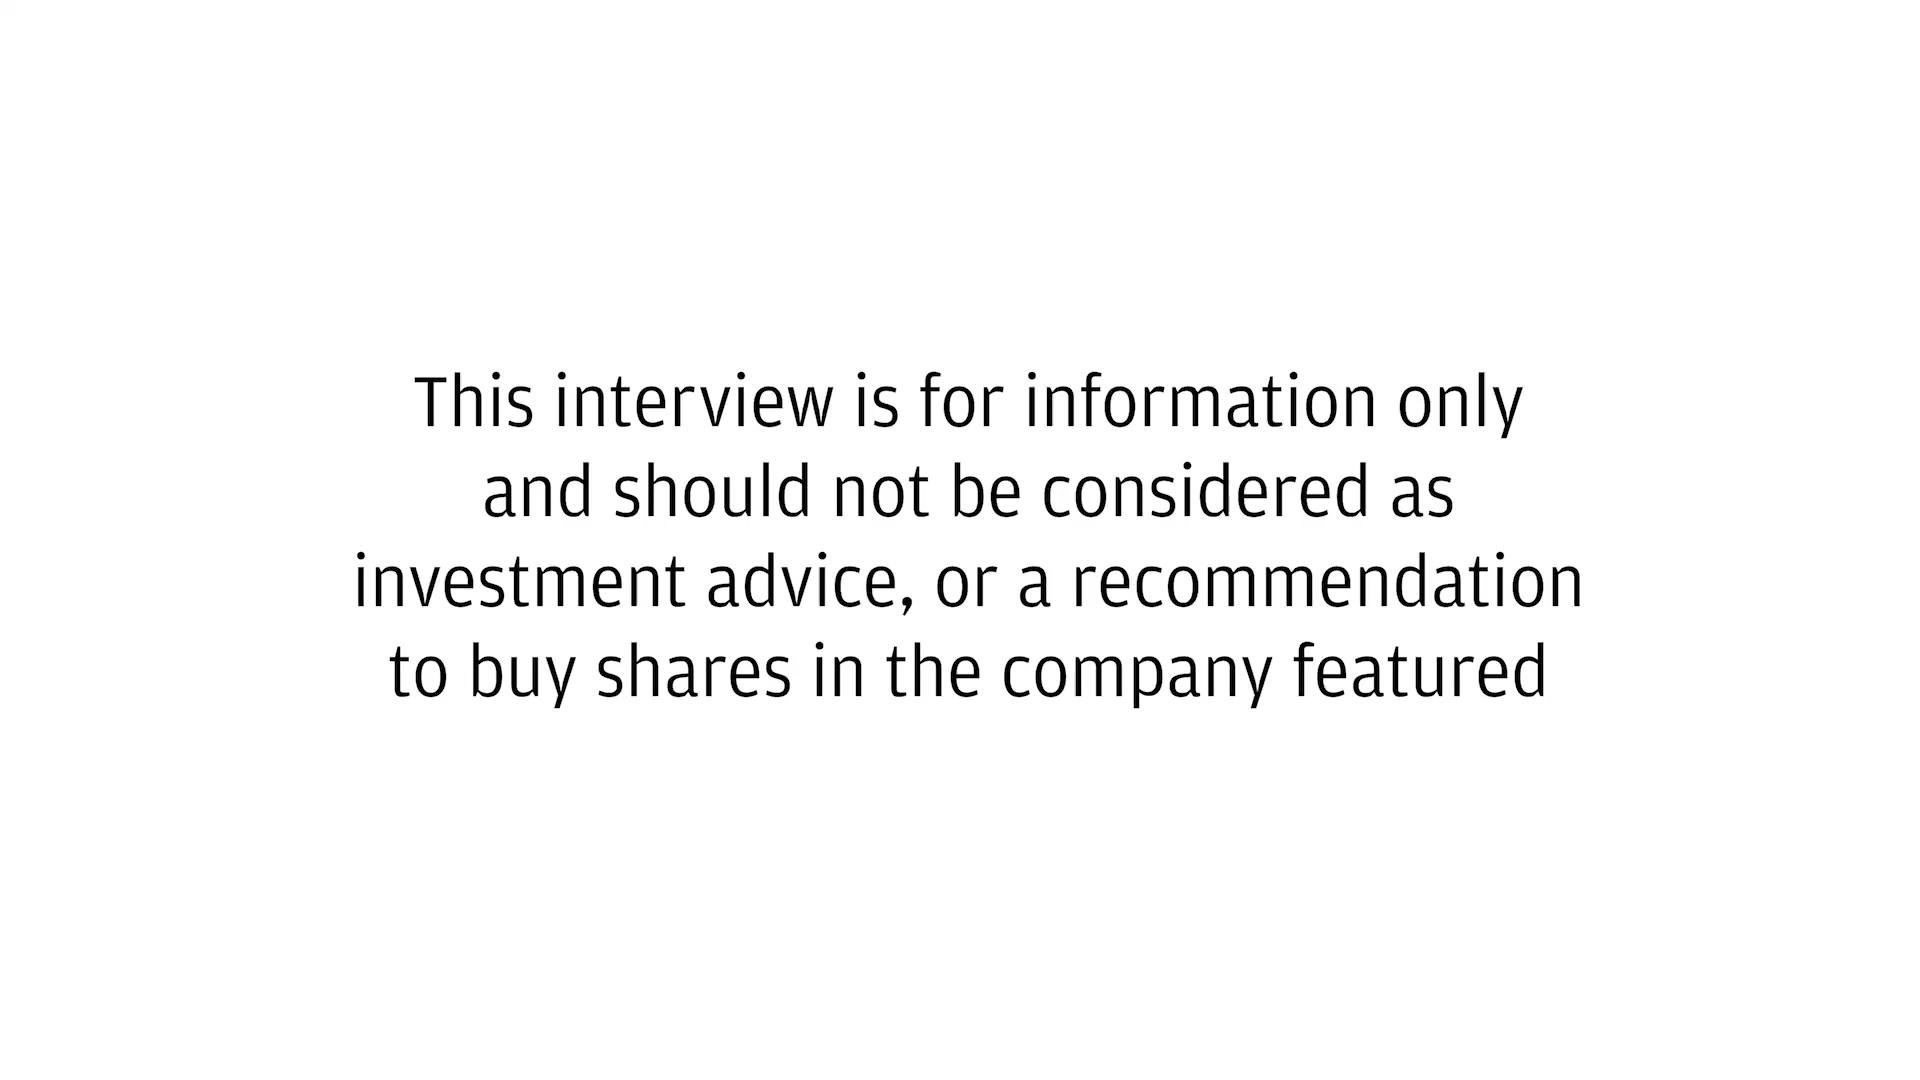 This interview is for information only
and should not be considered as
investment advice, or a recommendation
to buy shares in the company featured